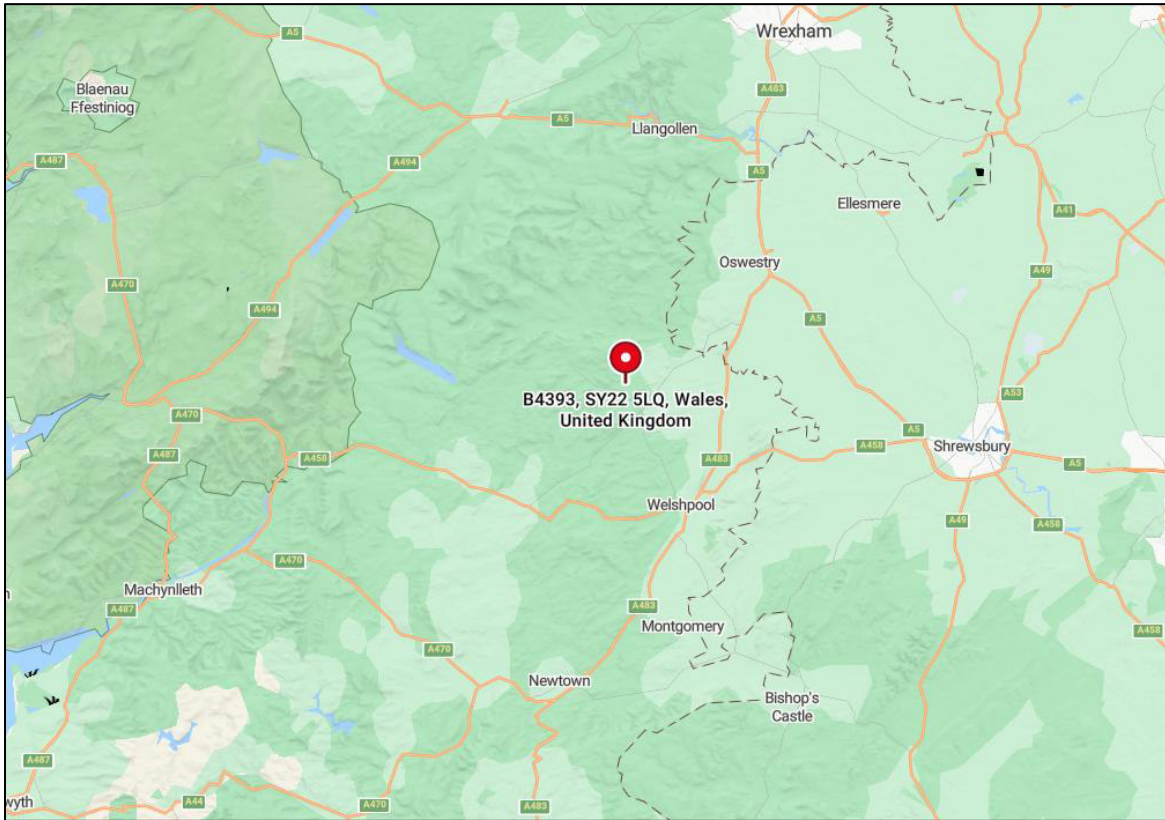 Wrexham
A5
Blaenau
Ffestiniog
A483
A5
Llangollen
A487
A494
A5
Ellesmere
A41
Oswestry
A49
A470
A494
A5
B4393, SY22 5LQ, Wales,
United Kingdom
A53
A470
A5
A458
Shrewsbury
A487
A458
A483
A5
Welshpool
A49
A458
A470
Machynlleth
A487
A483
Montgomery
A458
A470
Newtown
Bishop's
Castle
A487
wyth
A44
A470
A483